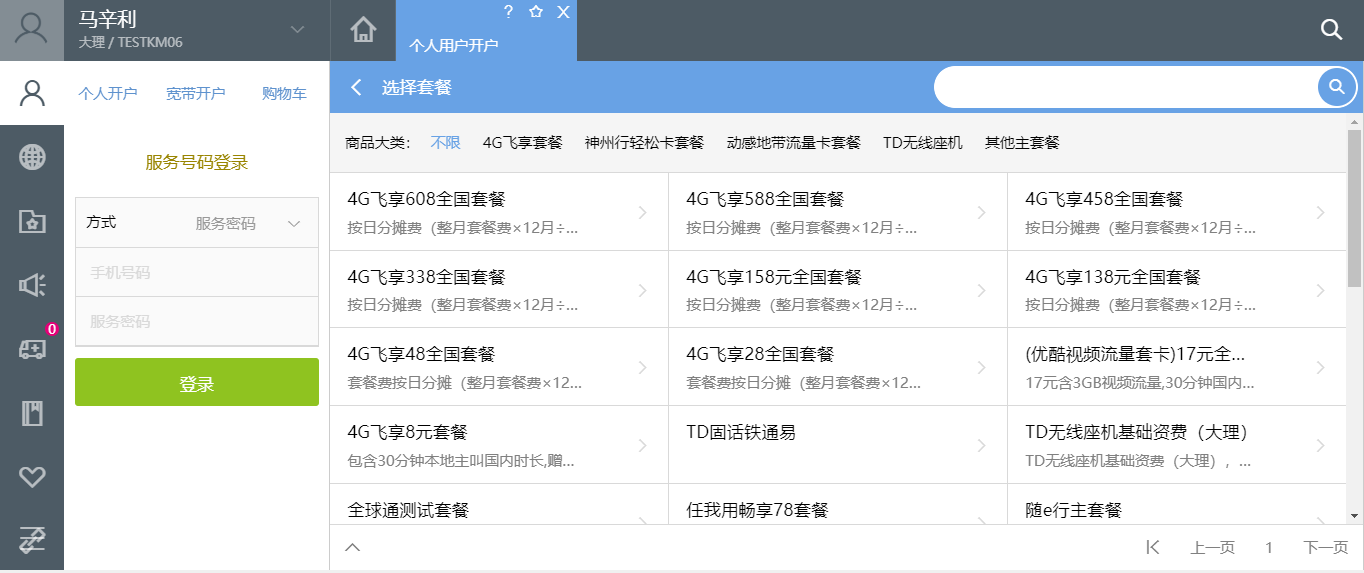 马辛利
大理 / TESTKM06
? X
个人用户开户
个人开户 宽带开户 购物车
选择套餐
服务号码登录
方式 服务密码
手机号码
服务密码
登录
0
商品大类: 不限 4G飞享套餐 神州行轻松卡套餐 动感地带流量卡套餐 TD无线座机 其他主套餐
4G飞享608全国套餐
按日分摊费（整月套餐费×12月÷...
4G飞享588全国套餐
按日分摊费（整月套餐费×12月÷...
4G飞享458全国套餐
按日分摊费（整月套餐费×12月÷...
4G飞享338全国套餐
按日分摊费（整月套餐费×12月÷...
4G飞享158元全国套餐
按日分摊费（整月套餐费×12月÷...
4G飞享138元全国套餐
按日分摊费（整月套餐费×12月÷...
4G飞享48全国套餐
套餐费按日分摊（整月套餐费×12...
4G飞享28全国套餐
套餐费按日分摊（整月套餐费×12...
(优酷视频流量套卡)17元全...
17元含3GB视频流量,30分钟国内...
4G飞享8元套餐
包含30分钟本地主叫国内时长,赠...
TD固话铁通易
TD无线座机基础资费（大理）
TD无线座机基础资费（大理），...
全球通测试套餐
任我用畅享78套餐
随e行主套餐
上一页 1 下一页